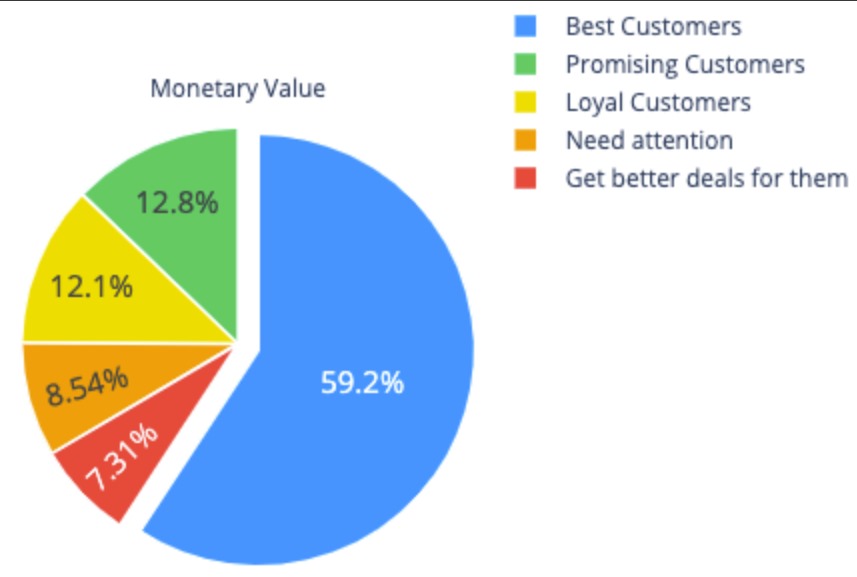 Monetary Value
Best Customers
Promising Customers
Loyal Customers
Need attention
Get better deals for them
12.8%
12.1%
8.54%
7.31%
59.2%